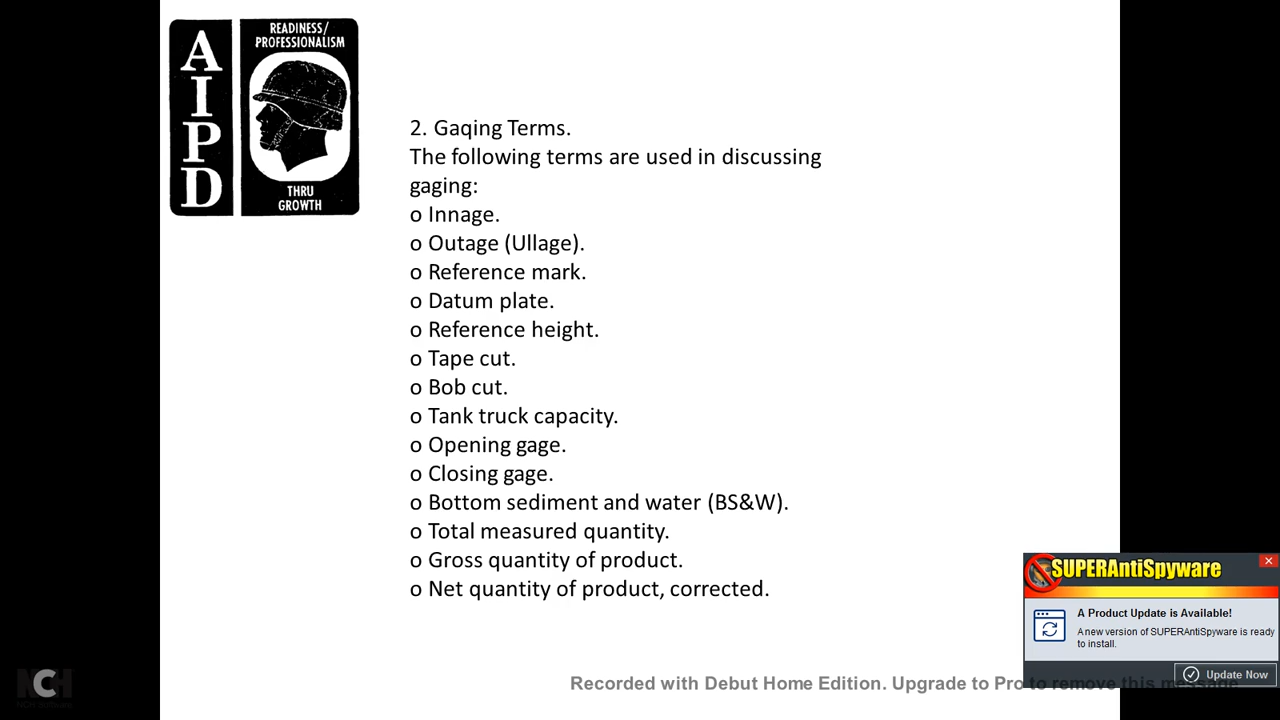 A
I
P
D
READINESS/
PROFESSIONALISM
THRU
GROWTH
2. Gaqing Terms.
The following terms are used in discussing
gaging:
o Innage.
o Outage (Ullage).
o Reference mark.
o Datum plate.
o Reference height.
o Tape cut.
o Bob cut.
o Tank truck capacity.
o Opening gage.
o Closing gage.
o Bottom sediment and water (BS&W).
o Total measured quantity.
o Gross quantity of product.
o Net quantity of product, corrected.
SUPERAntiSpyware
A Product Update is Available!
A new version of SUPERAntiSpyware is ready
to install.
Update Now
NCH
NCH Software
Recorded with Debut Home Edition. Upgrade to Pro to remove this message